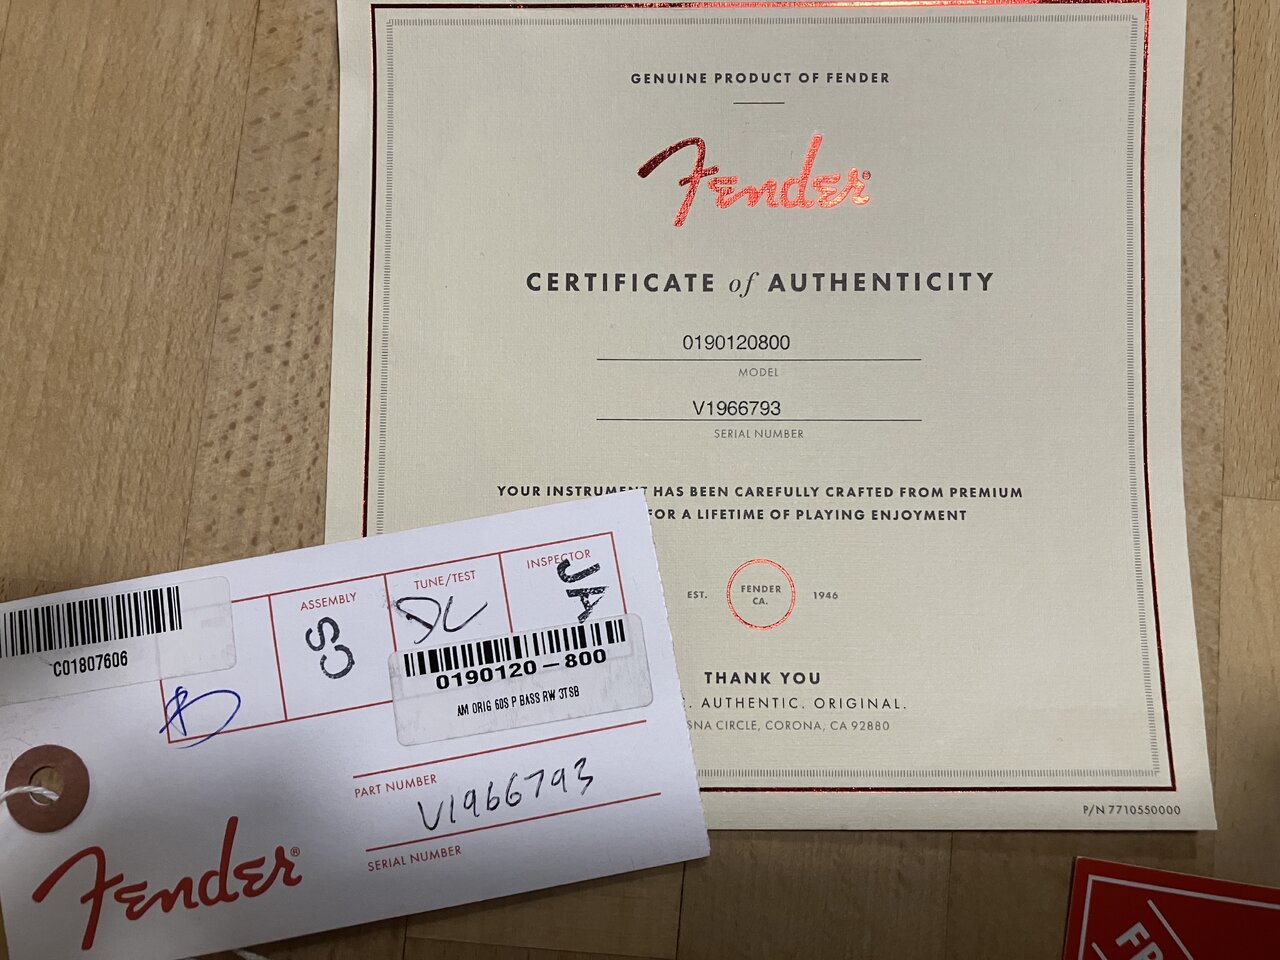 GENUINE PRODUCT OF FENDER
Fender®
CERTIFICATE of AUTHENTICITY
0190120800
MODEL
V1966793
SERIAL NUMBER
YOUR INSTRUMENT HAS BEEN CAREFULLY CRAFTED FROM PREMIUM
FOR A LIFETIME OF PLAYING ENJOYMENT
EST. FENDER CA. 1946
THANK YOU
AUTHENTIC. ORIGINAL.
CIRCLE, CORONA, CA 92880
P/N 7710550000
C01807606
ASSEMBLY
SC
TUNE/TEST
INSPECTOR
JA
0190120-800
AM ORIG 60S P BASS RW 3TSB
PART NUMBER
V1966793
SERIAL NUMBER
Fender®